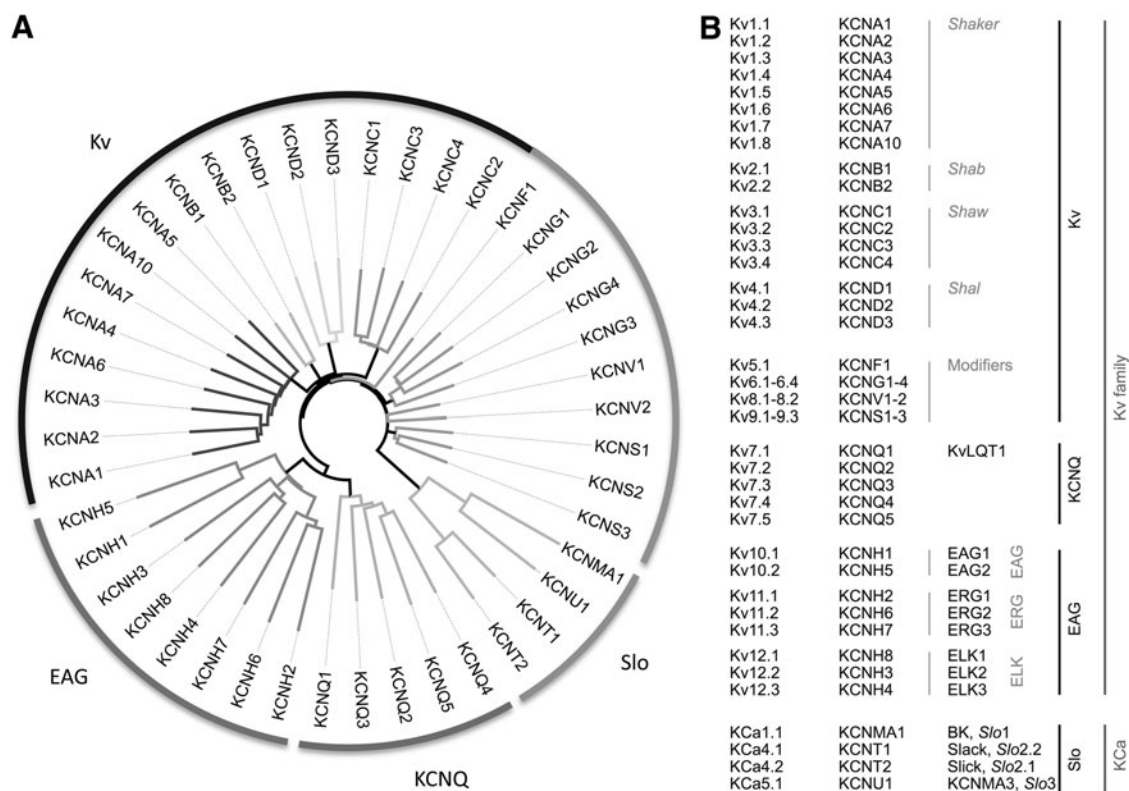 A
Kv
KCNA1
KCNA2
KCNA3
KCNA6
KCNA4
KCNA7
KCNA10
KCNA5
KCNB1
KCNB2
KCND1
KCND2
KCND3
KCNC1
KCNC3
KCNC4
KCNC2
KCNF1
KCNG1
KCNG2
KCNG4
KCNG3
KCNV1
KCNV2
KCNS1
KCNS2
KCNS3
KCNMA1
KCNU1
KCNT1
KCNT2
Slo
KCNQ4
KCNQ5
KCNQ2
KCNQ3
KCNQ1
KCNQ
KCNH2
KCNH6
KCNH7
KCNH4
KCNH8
KCNH3
KCNH1
KCNH5
EAG
B
Kv1.1 KCNA1 Shaker
Kv1.2 KCNA2
Kv1.3 KCNA3
Kv1.4 KCNA4
Kv1.5 KCNA5
Kv1.6 KCNA6
Kv1.7 KCNA7
Kv1.8 KCNA10
Kv2.1 KCNB1 Shab
Kv2.2 KCNB2
Kv3.1 KCNC1 Shaw
Kv3.2 KCNC2
Kv3.3 KCNC3
Kv3.4 KCNC4
Kv4.1 KCND1 Shal
Kv4.2 KCND2
Kv4.3 KCND3
Kv5.1 KCNF1 Modifiers
Kv6.1-6.4 KCNG1-4
Kv8.1-8.2 KCNV1-2
Kv9.1-9.3 KCNS1-3
Kv
Kv7.1 KCNQ1 KvLQT1
Kv7.2 KCNQ2
Kv7.3 KCNQ3
Kv7.4 KCNQ4
Kv7.5 KCNQ5
KCNQ
Kv10.1 KCNH1 EAG1
Kv10.2 KCNH5 EAG2
EAG
Kv11.1 KCNH2 ERG1
Kv11.2 KCNH6 ERG2
Kv11.3 KCNH7 ERG3
ERG
Kv12.1 KCNH8 ELK1
Kv12.2 KCNH3 ELK2
Kv12.3 KCNH4 ELK3
ELK
EAG
Kv family
KCa1.1 KCNMA1 BK, Slo1
KCa4.1 KCNT1 Slack, Slo2.2
KCa4.2 KCNT2 Slick, Slo2.1
KCa5.1 KCNU1 KCNMA3, Slo3
Slo
KCa